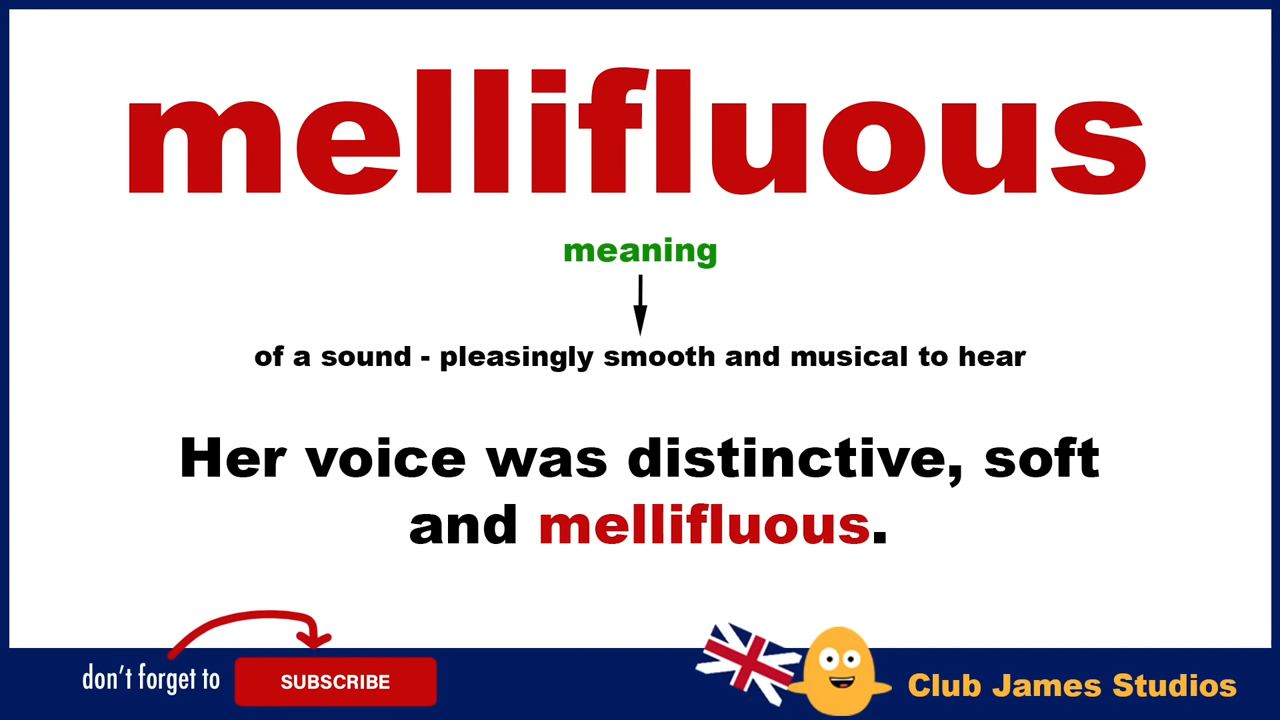 mellifluous
meaning
of a sound - pleasingly smooth and musical to hear
Her voice was distinctive, soft
and mellifluous.
don't forget to
SUBSCRIBE
Club James Studios